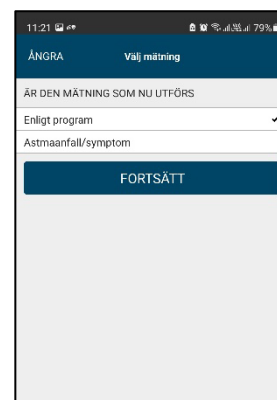 11:21 79%
ÅNGRA Välj mätning
ÄR DEN MÄTNING SOM NU UTFÖRS
Enligt program
Astmaanfall/symptom
FORTSÄTT